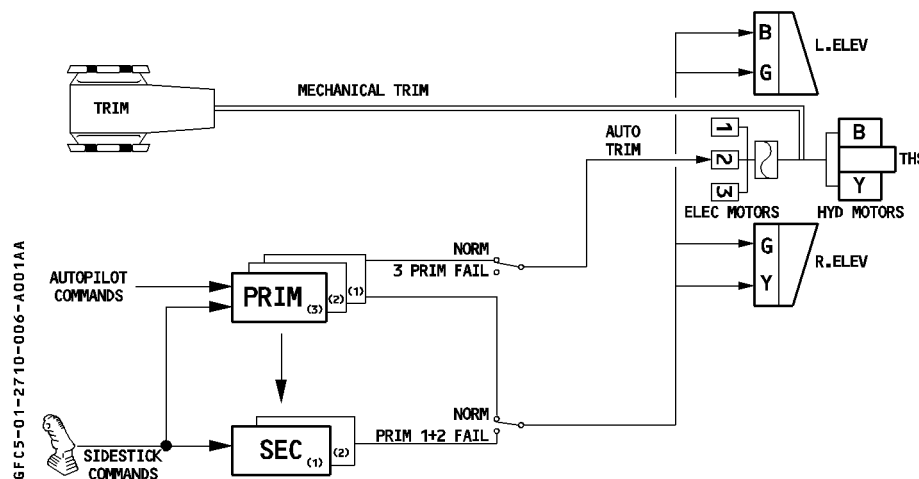 B
L.ELEV
G
MECHANICAL TRIM
TRIM
AUTO
TRIM
1
2
3
B
THS
Y
ELEC MOTORS
HYD MOTORS
G
R.ELEV
Y
NORM
3 PRIM FAIL
AUTOPILOT
COMMANDS
PRIM
(3)
(2)
(1)
NORM
PRIM 1+2 FAIL
SEC
(1)
(2)
SIDESTICK
COMMANDS
GFC5-01-2710-006-A001AA